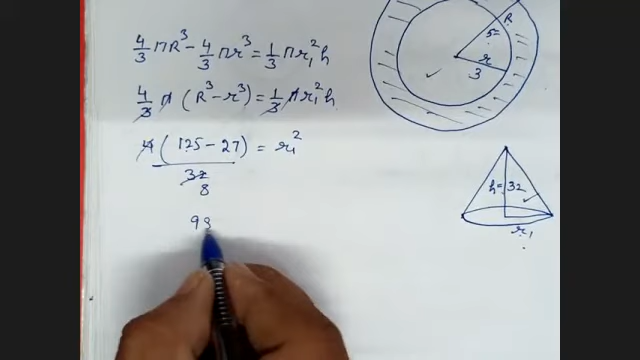 4/3 πR³ - 4/3 πr³ = 1/3 πr₁²h
4/3 π (R³ - r³) = 1/3 πr₁²h
4(125 - 27)/32 = r₁²
8
98
R
5=
r
3
h= 32
r₁